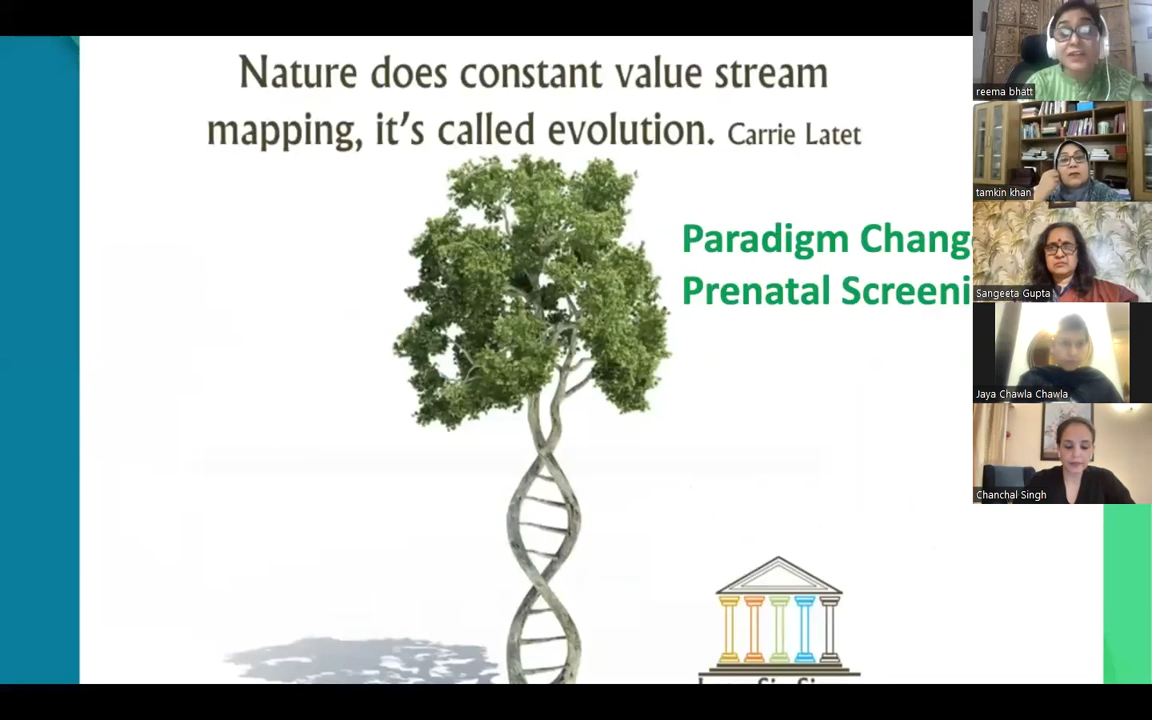 Nature does constant value stream
mapping, it's called evolution. Carrie Latet
Paradigm Chang
Prenatal Screeni
reema bhatt
tamkin khan
Sangeeta Gupta
Jaya Chawla Chawla
Chanchal Singh